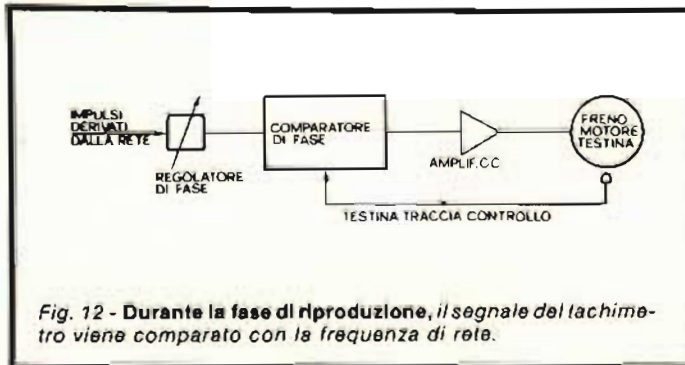 IMPULSI
DERIVATI
DALLA RETE
REGOLATORE
DI FASE
COMPARATORE
DI FASE
AMPLIF. C.C
FRENO
MOTORE
TESTINA
TESTINA TRACCIA CONTROLLO
Fig. 12 - Durante la fase di riproduzione, il segnale del tachime-
tro viene comparato con la frequenza di rete.